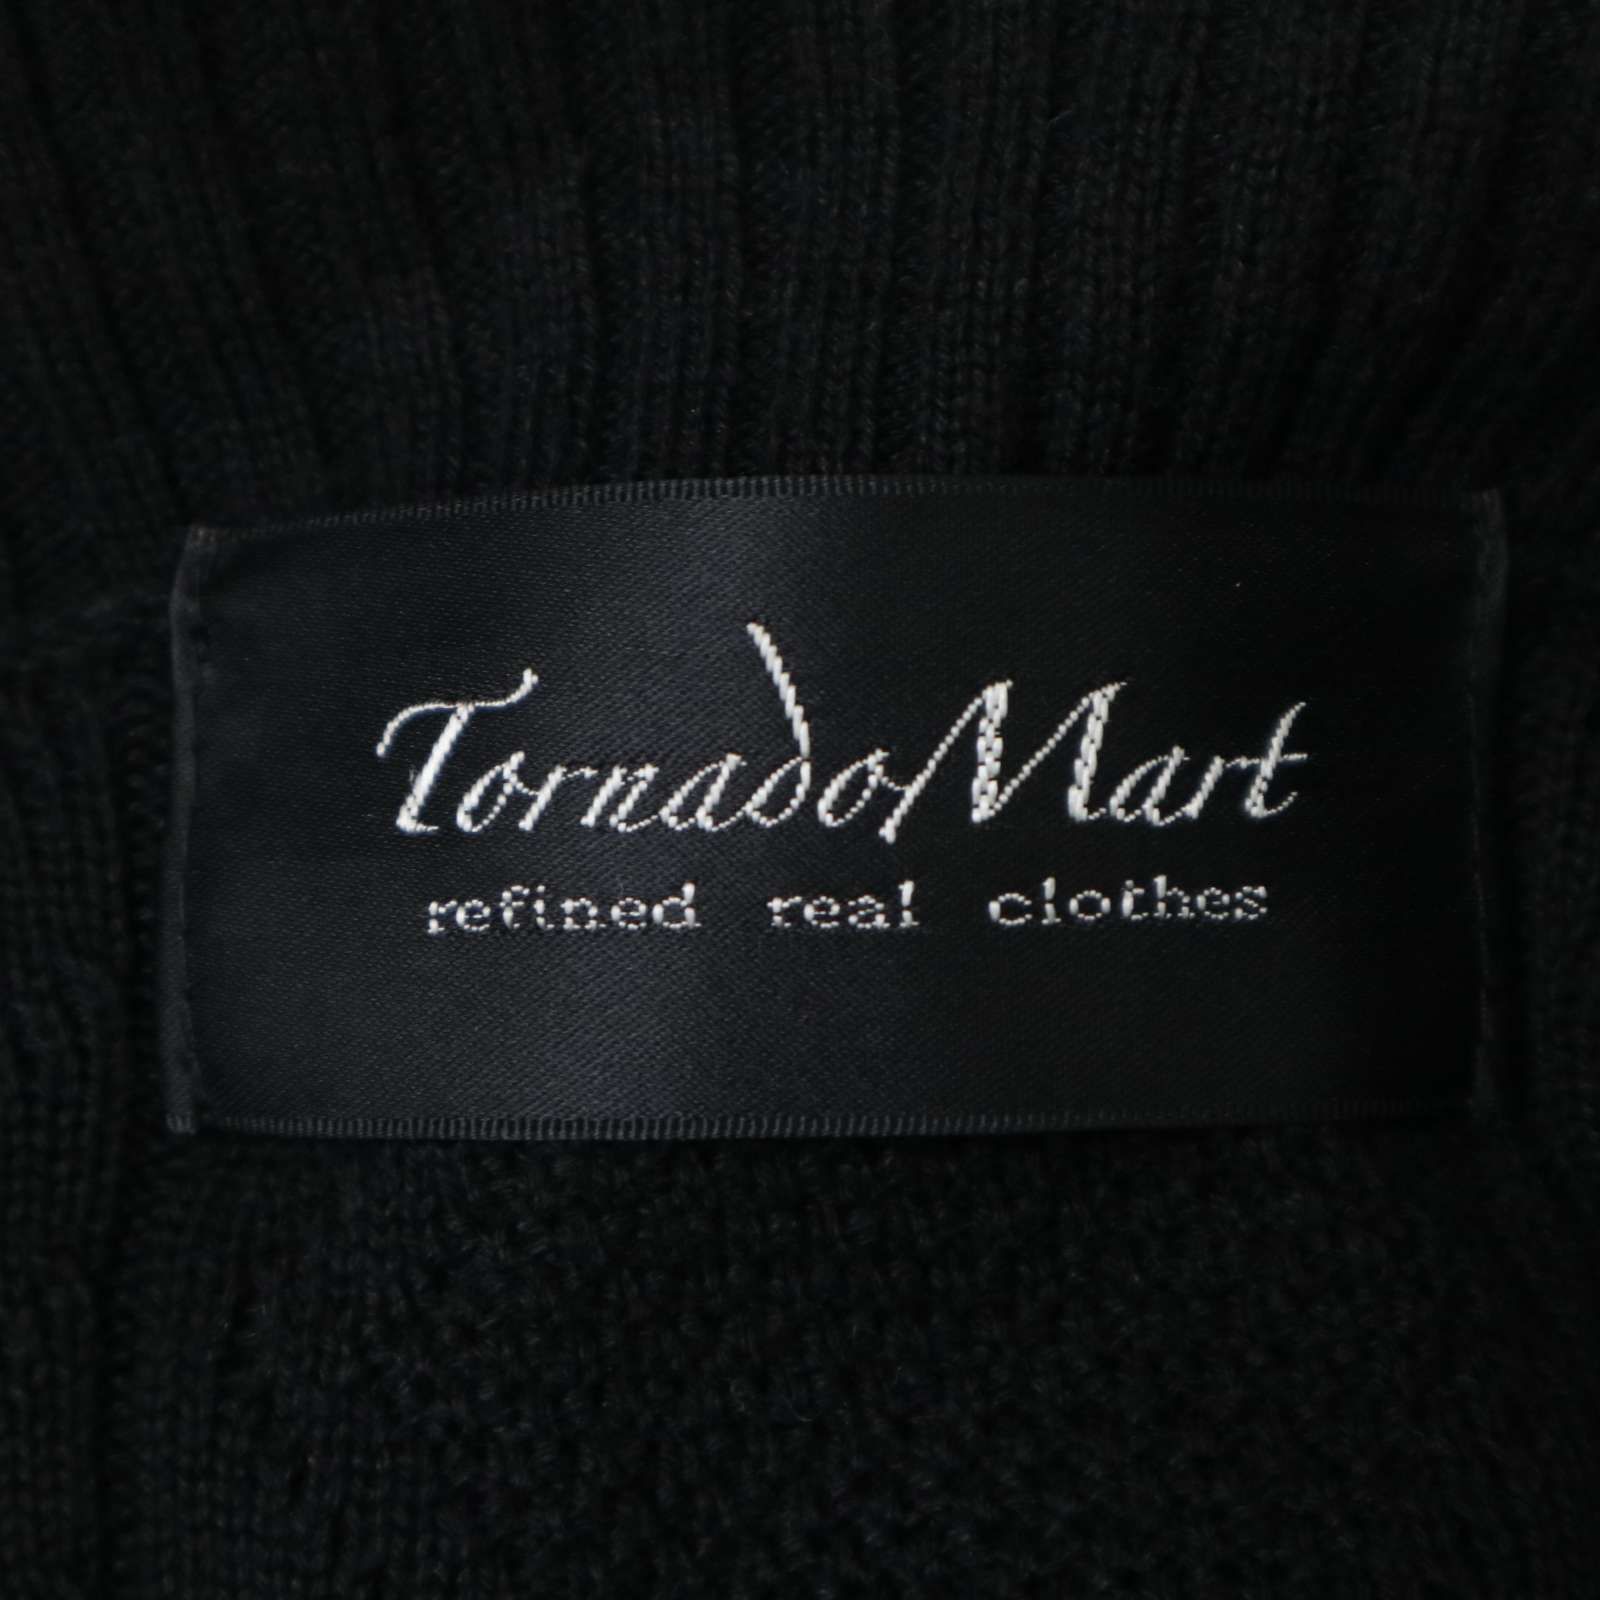 TornadoMart
refined real clothes